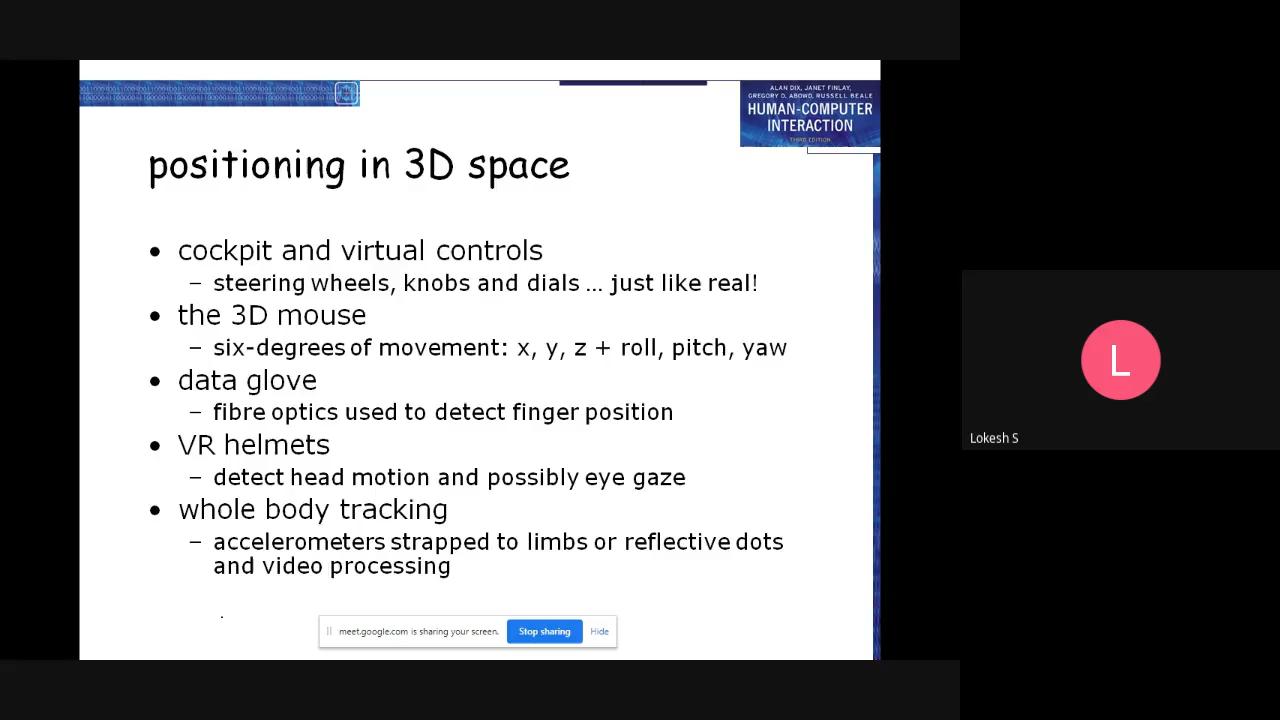 ALAN DIX, JANET FINLAY,
GREGORY D. ABOWD, RUSSELL BEALE
HUMAN-COMPUTER
INTERACTION
THIRD EDITION
positioning in 3D space
• cockpit and virtual controls
– steering wheels, knobs and dials ... just like real!
• the 3D mouse
– six-degrees of movement: x, y, z + roll, pitch, yaw
• data glove
– fibre optics used to detect finger position
• VR helmets
– detect head motion and possibly eye gaze
• whole body tracking
– accelerometers strapped to limbs or reflective dots
and video processing
meet.google.com is sharing your screen. Stop sharing Hide
L
Lokesh S